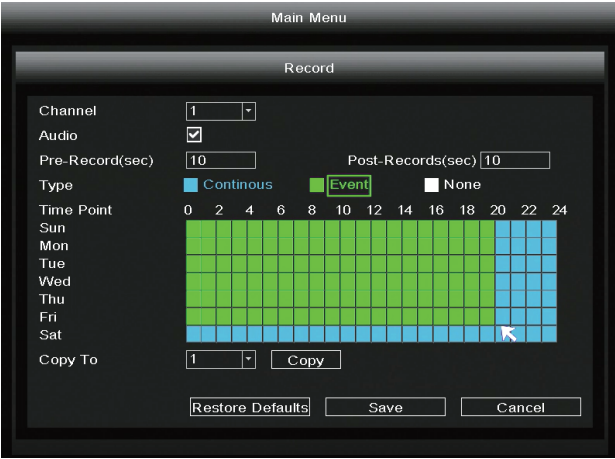 Main Menu
Record
Channel 1
Audio
Pre-Record(sec) 10 Post-Records(sec) 10
Type Continous Event None
Time Point 0 2 4 6 8 10 12 14 16 18 20 22 24
Sun
Mon
Tue
Wed
Thu
Fri
Sat
Copy To 1 Copy
Restore Defaults Save Cancel